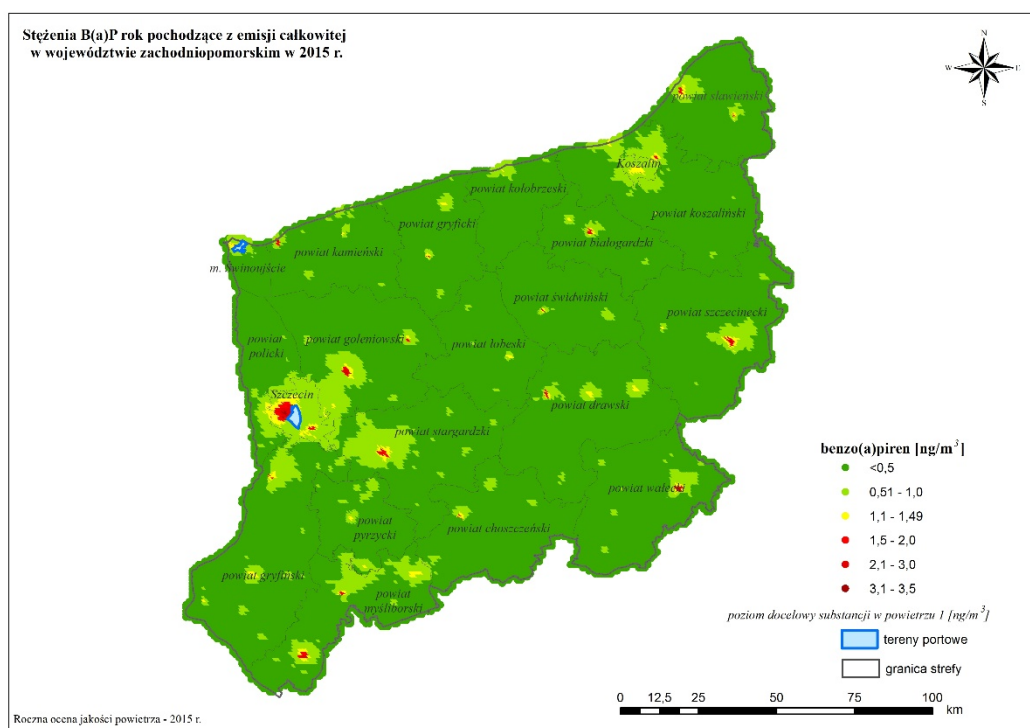 Stężenia B(a)P rok pochodzące z emisji całkowitej
w województwie zachodniopomorskim w 2015 r.
N
W
E
S
powiat sławieński
Koszalin
powiat kołobrzeski
powiat koszaliński
powiat gryficki
powiat białogardzki
powiat kamieński
m. Świnoujście
powiat świdwiński
powiat szczecinecki
powiat
policki
powiat goleniowski
powiat łobeski
Szczecin
powiat drawski
powiat stargardzki
powiat wałecki
powiat
pyrzycki
powiat choszczeński
powiat gryfiński
powiat
myśliborski
benzo(a)piren [ng/m³]
<0,5
0,51 - 1,0
1,1 - 1,49
1,5 - 2,0
2,1 - 3,0
3,1 - 3,5
poziom docelowy substancji w powietrzu 1 [ng/m³]
tereny portowe
granica strefy
0 12,5 25 50 75 100
km
Roczna ocena jakości powietrza - 2015 r.